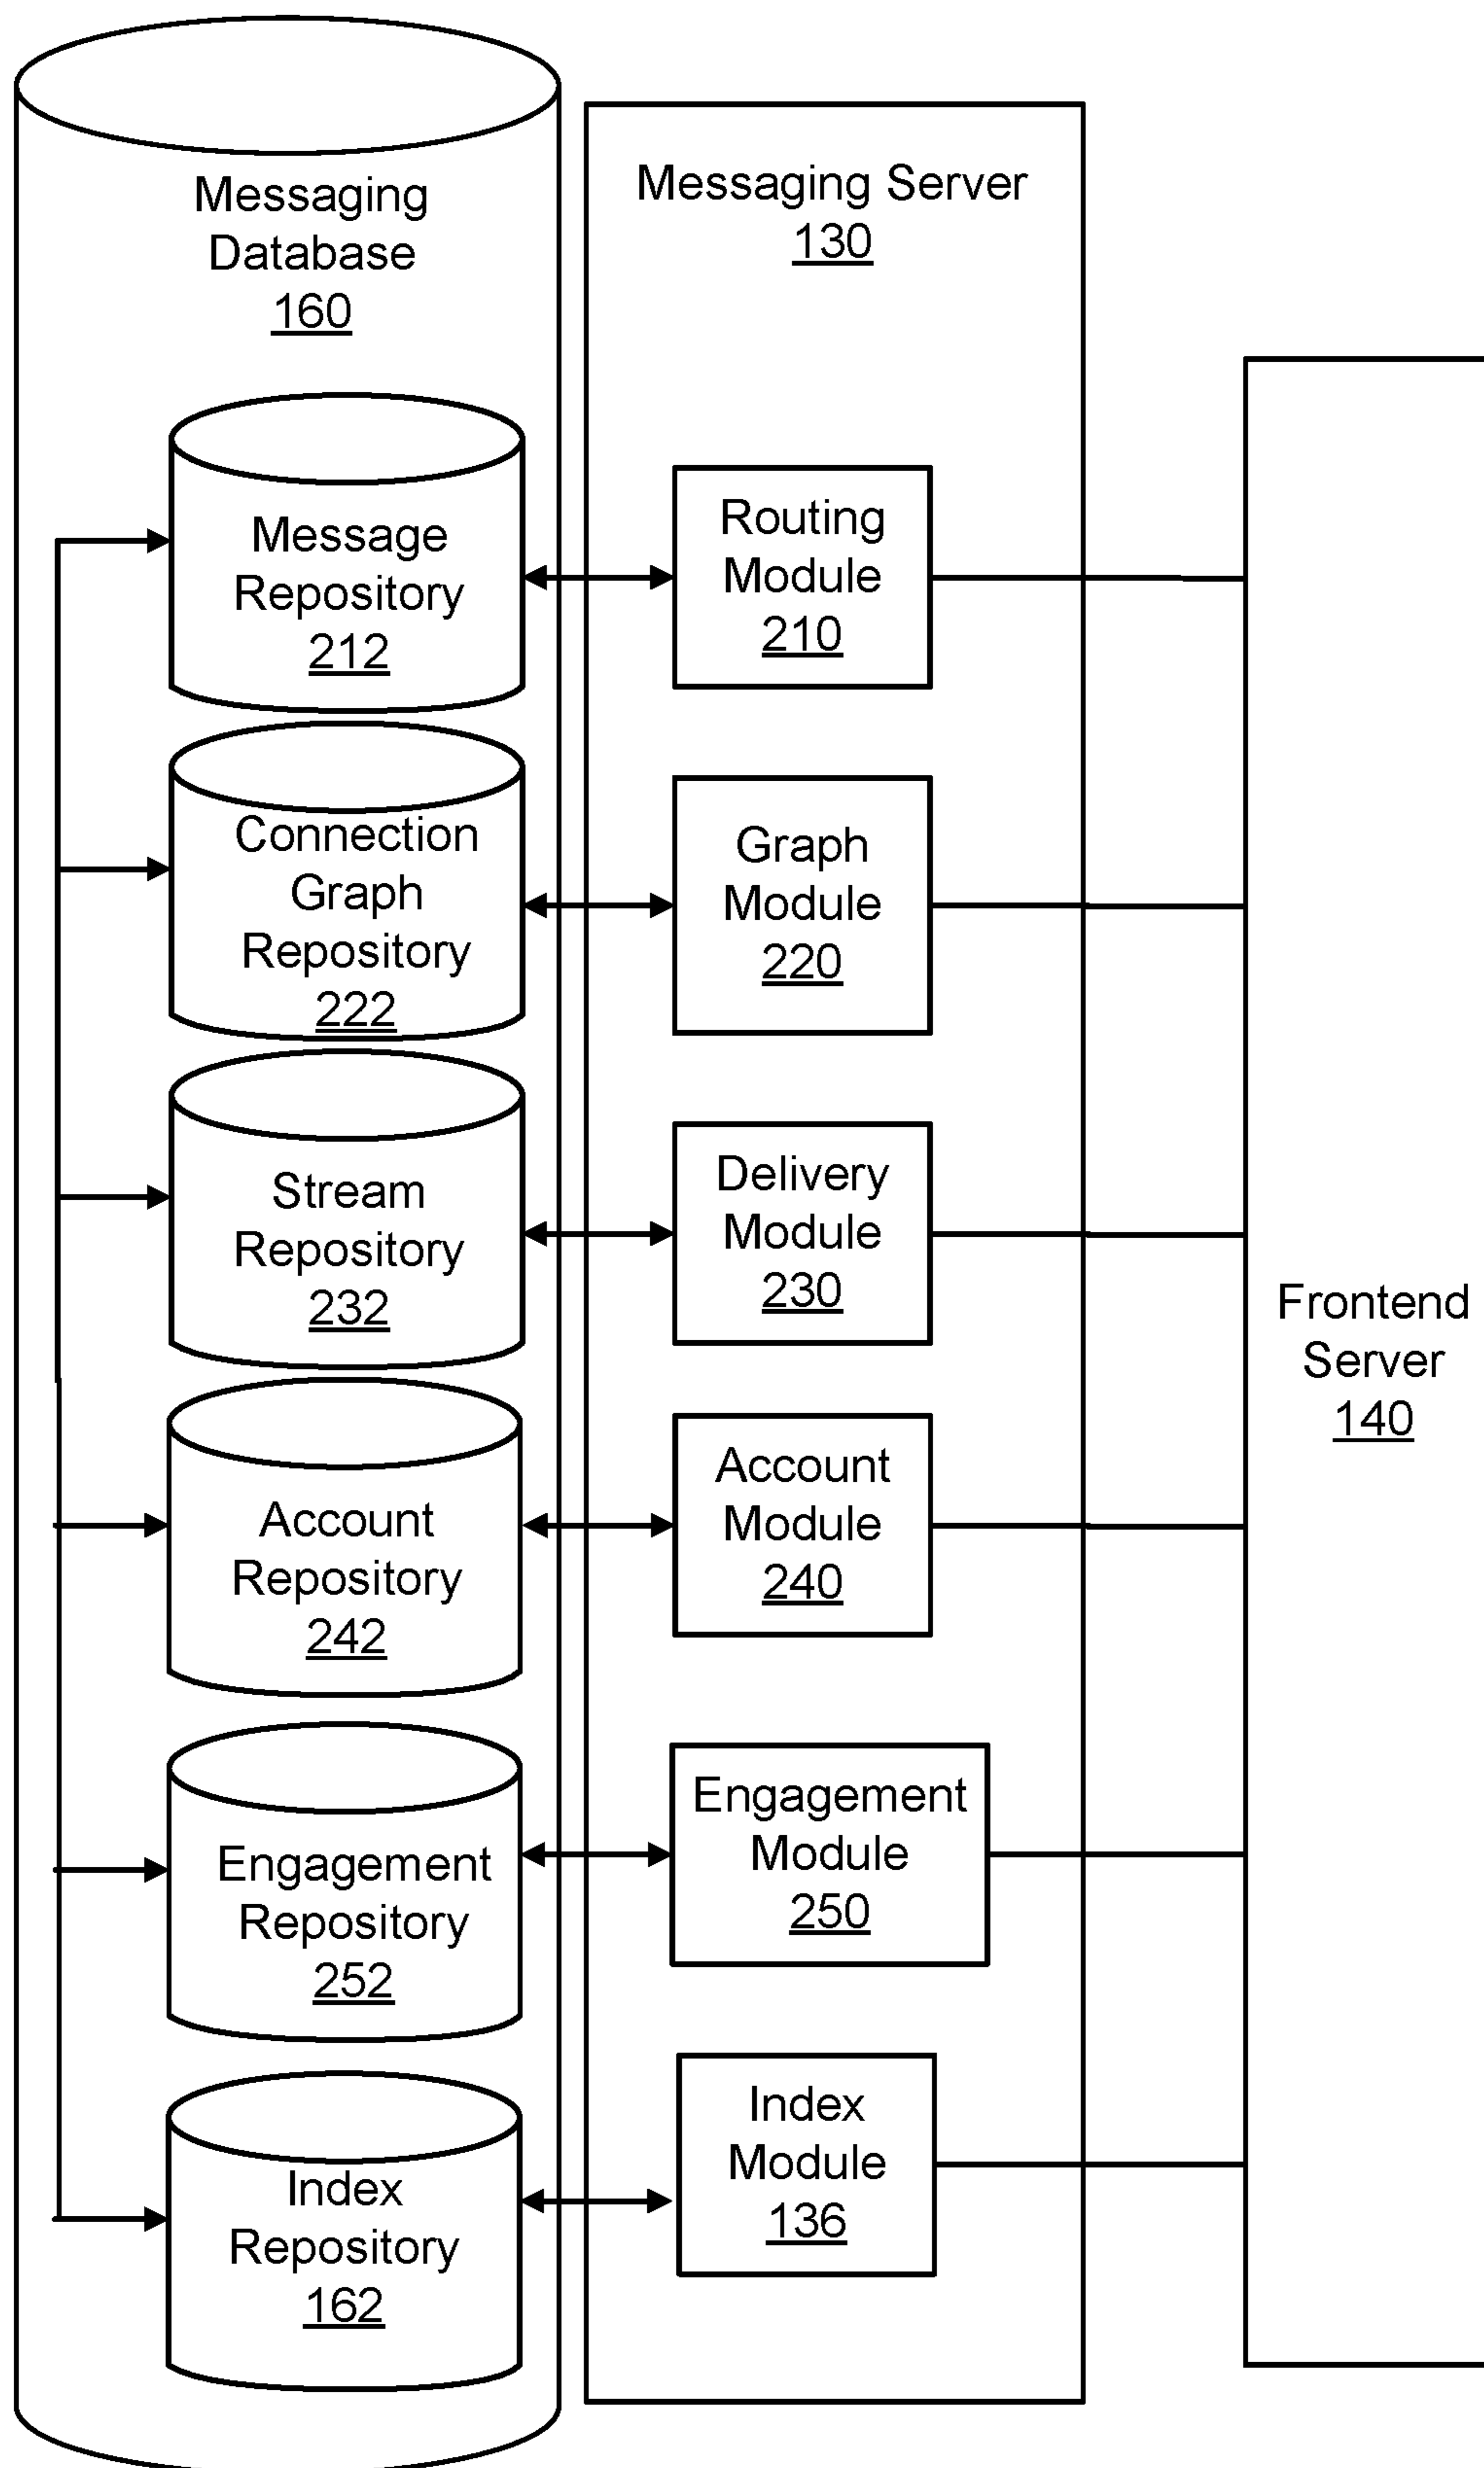 Messaging
Database
160
Message
Repository
212
Connection
Graph
Repository
222
Stream
Repository
232
Account
Repository
242
Engagement
Repository
252
Index
Repository
162
Messaging Server
130
Routing
Module
210
Graph
Module
220
Delivery
Module
230
Account
Module
240
Engagement
Module
250
Index
Module
136
Frontend
Server
140